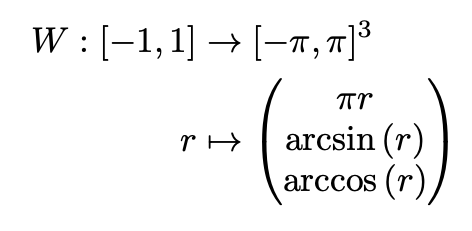 W : [−1, 1] → [−π, π]³
r ↦ ( πr
arcsin (r)
arccos (r) )